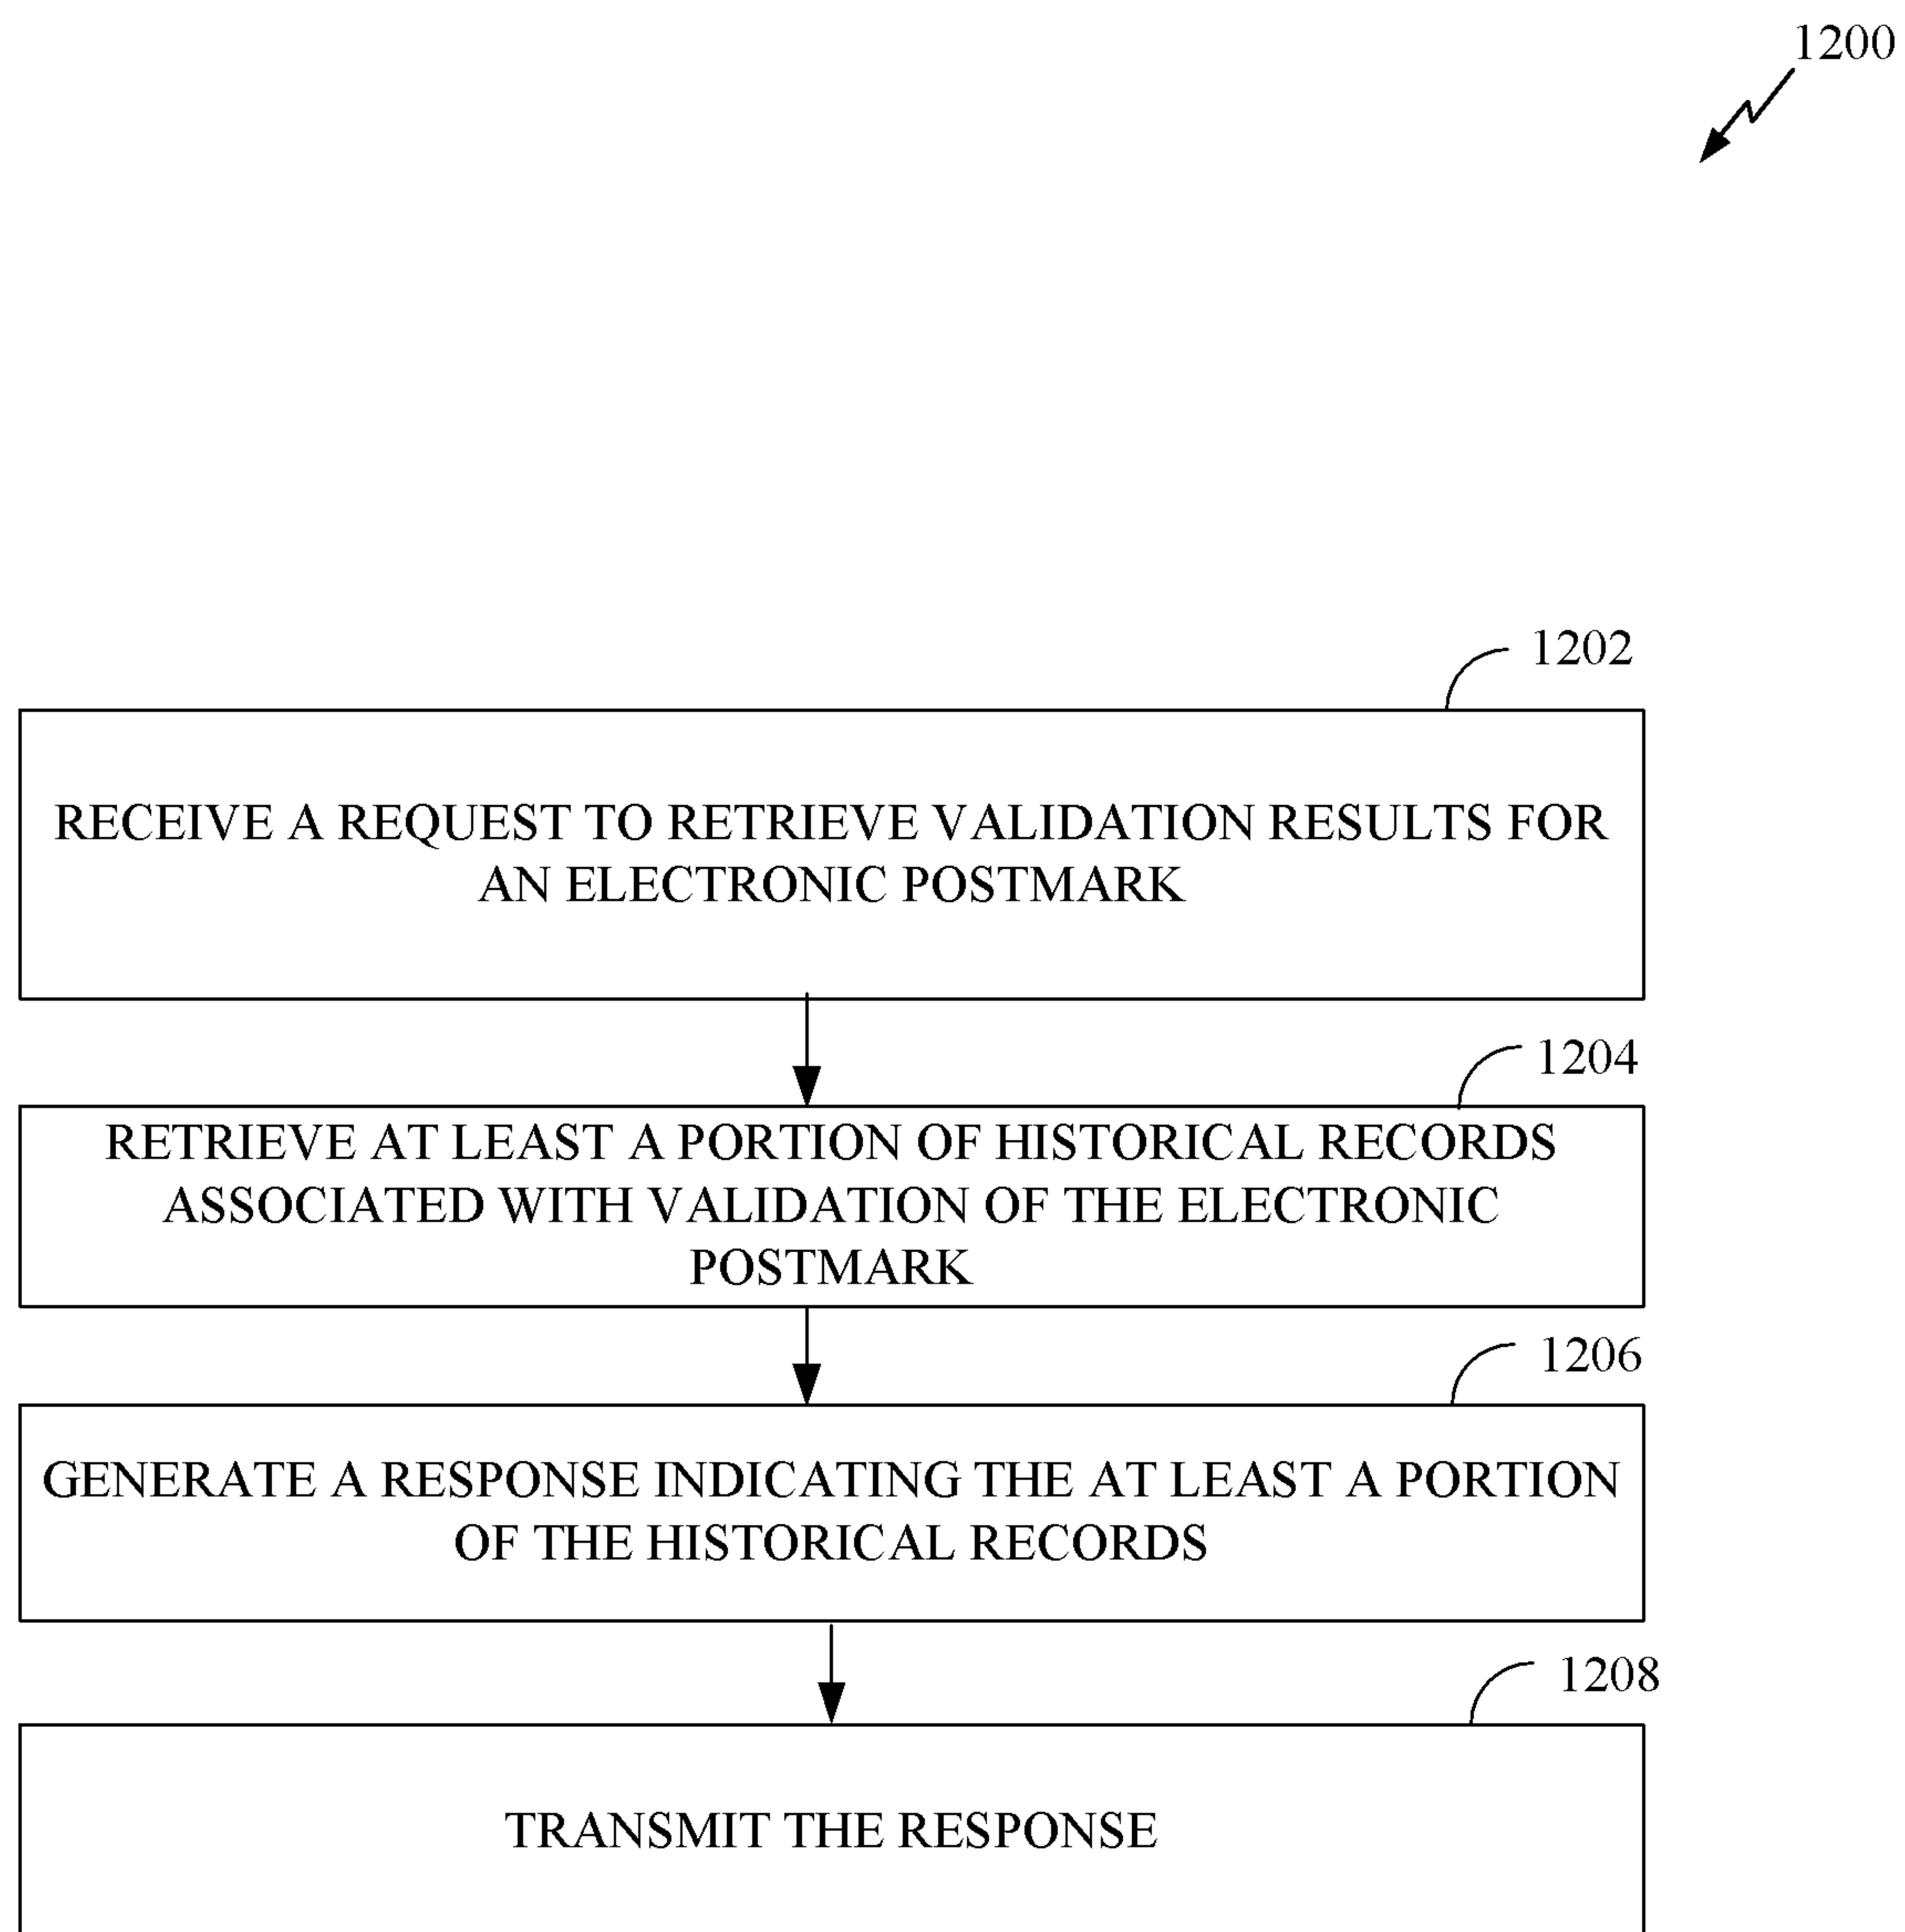 1200
1202
RECEIVE A REQUEST TO RETRIEVE VALIDATION RESULTS FOR
AN ELECTRONIC POSTMARK
1204
RETRIEVE AT LEAST A PORTION OF HISTORICAL RECORDS
ASSOCIATED WITH VALIDATION OF THE ELECTRONIC
POSTMARK
1206
GENERATE A RESPONSE INDICATING THE AT LEAST A PORTION
OF THE HISTORICAL RECORDS
1208
TRANSMIT THE RESPONSE